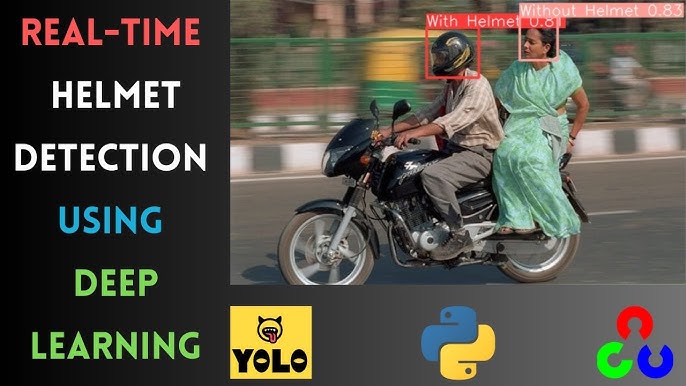 REAL-TIME
HELMET
DETECTION
USING
DEEP
LEARNING
With Helmet 0.81
Without Helmet 0.83
YOLO